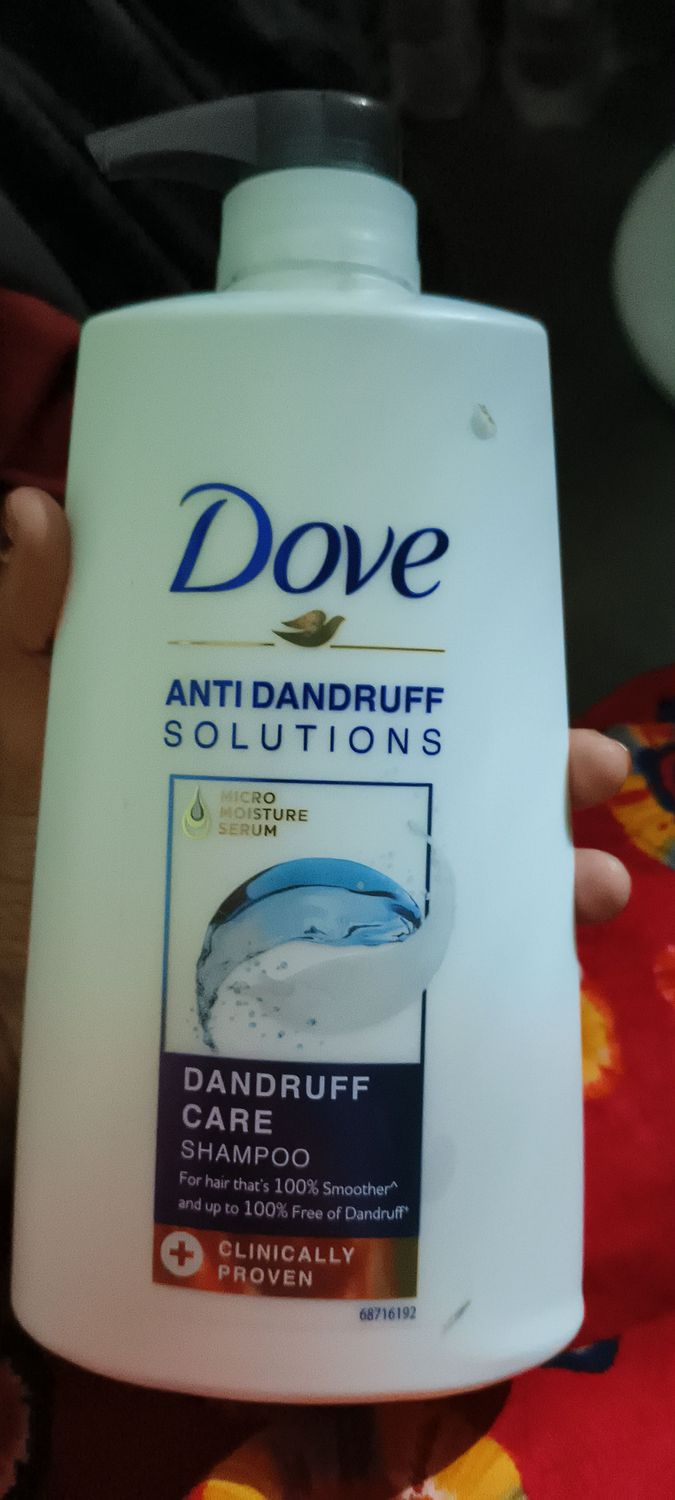 Dove
ANTI DANDRUFF
SOLUTIONS
MICRO
MOISTURE
SERUM
DANDRUFF
CARE
SHAMPOO
For hair that's 100% Smoother^
and up to 100% Free of Dandruff*
CLINICALLY
PROVEN
68716192